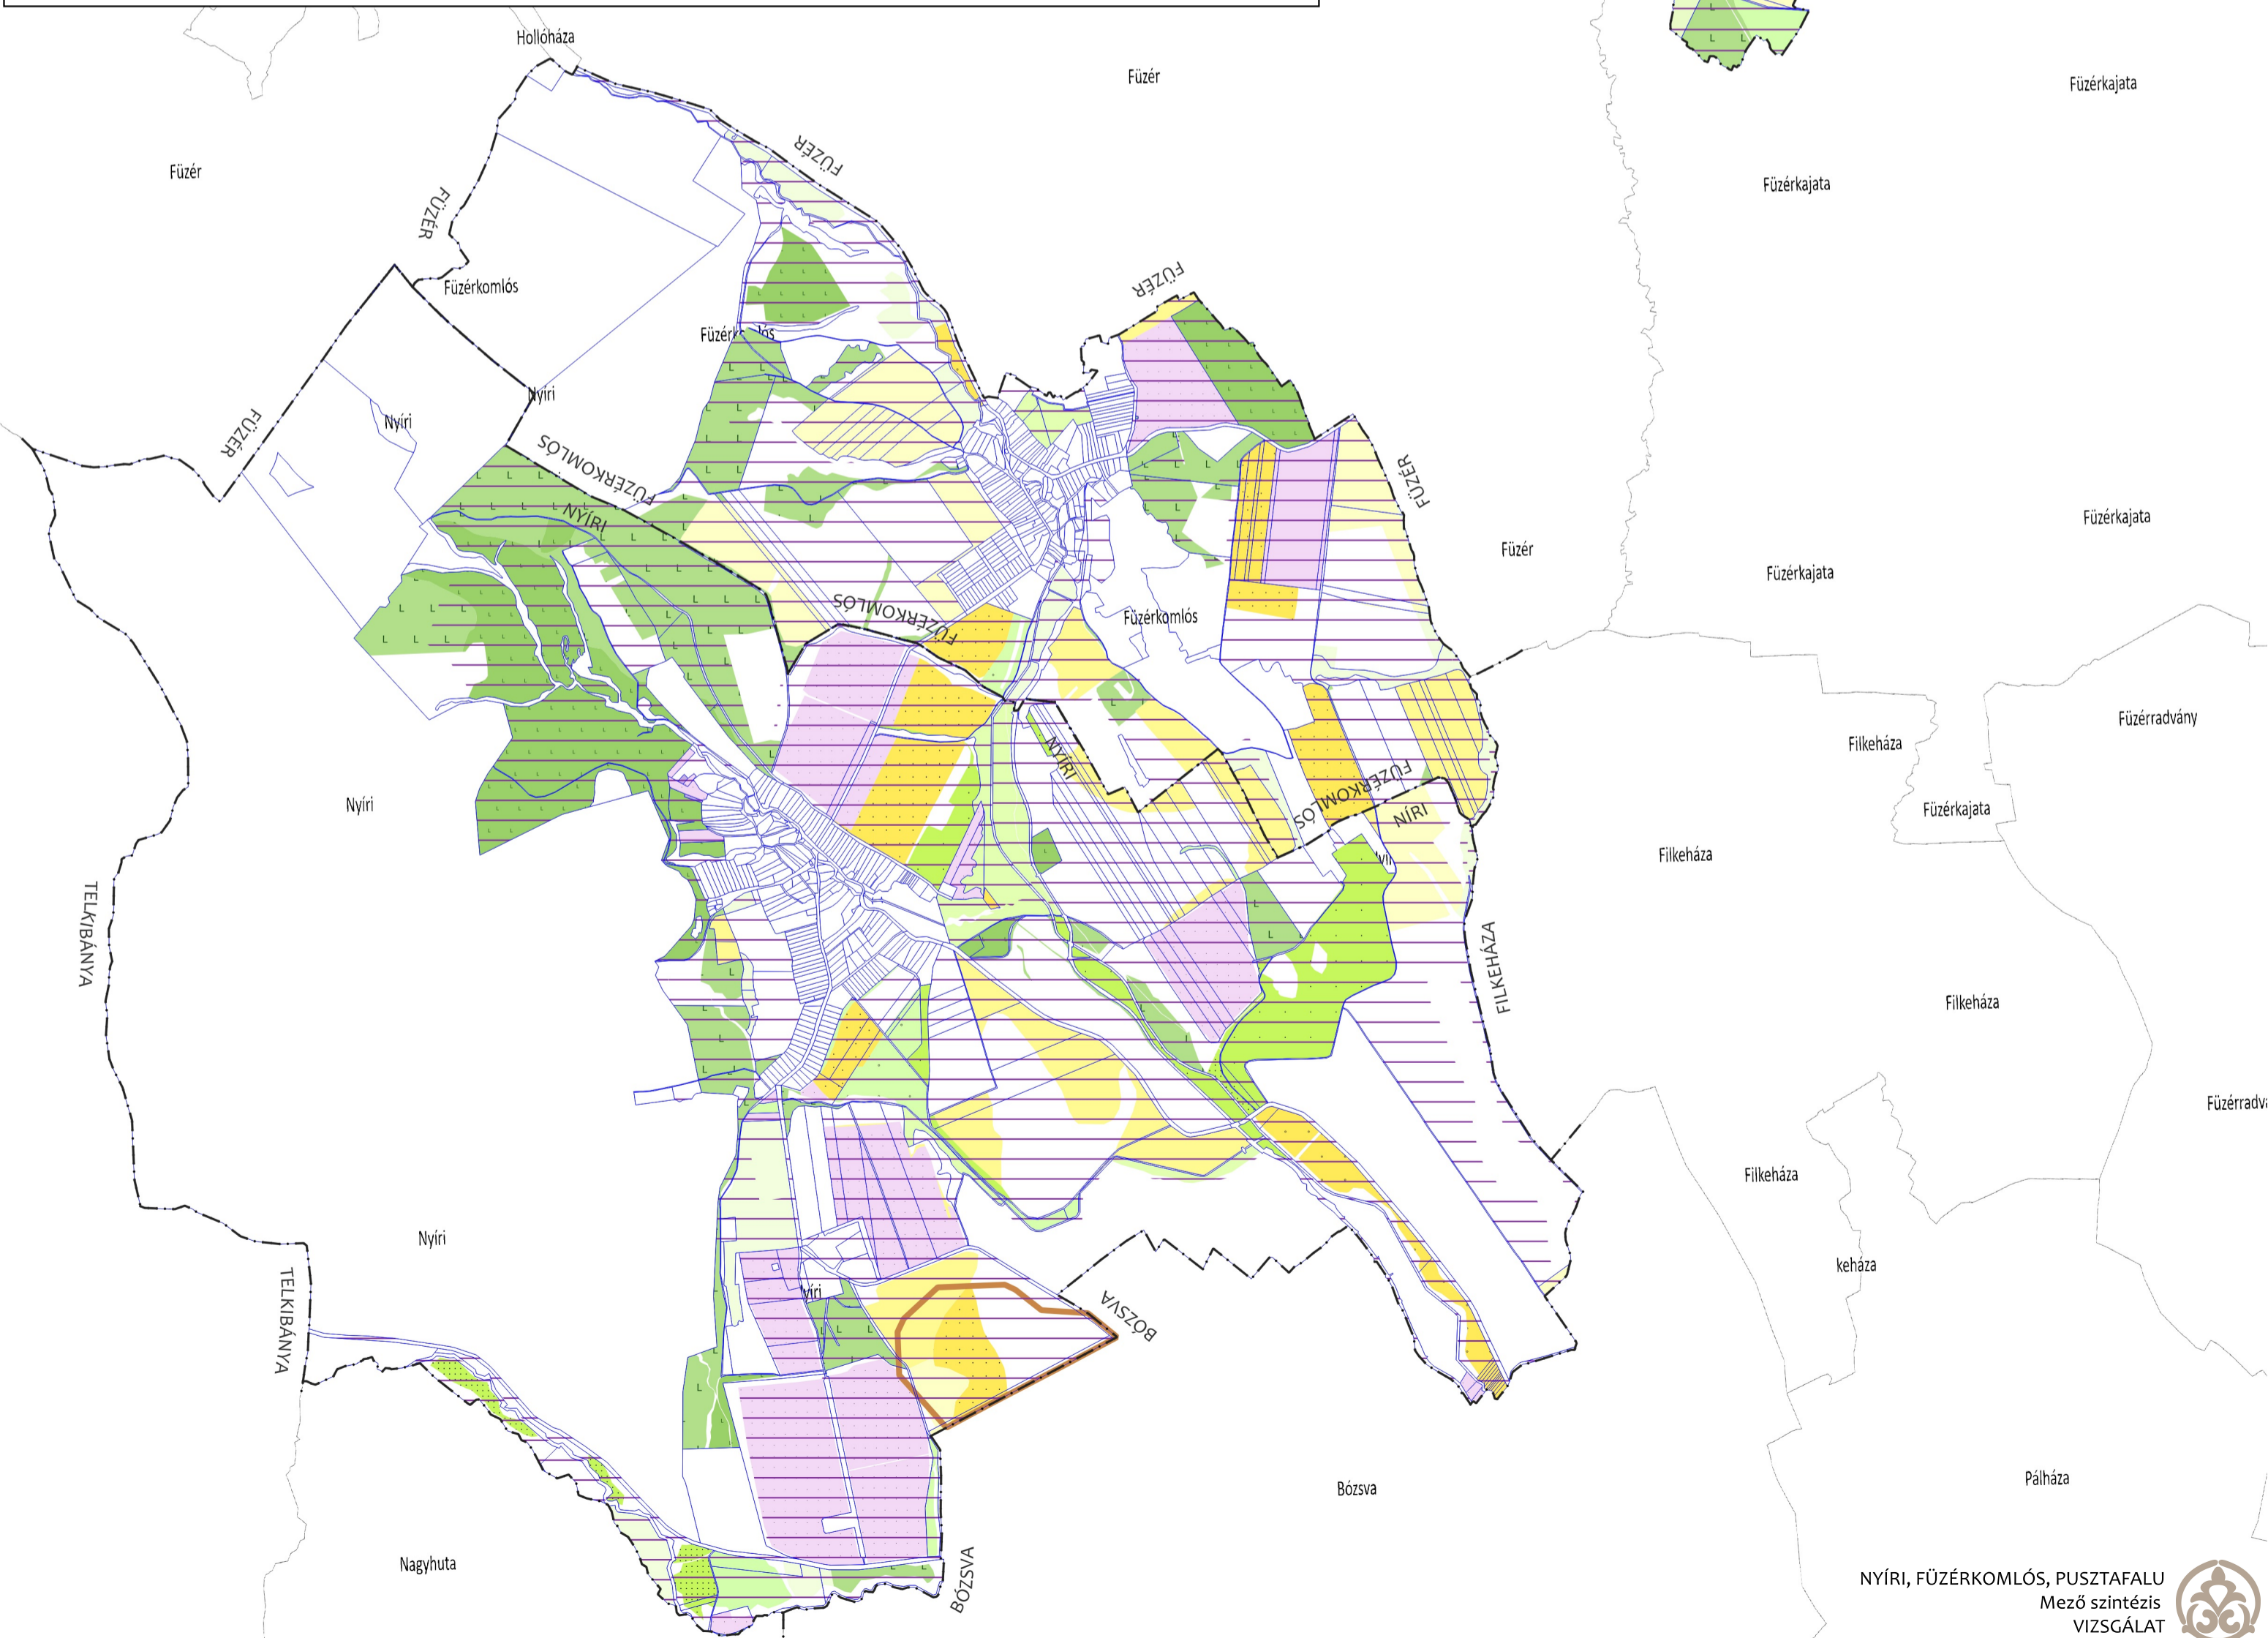 Hollóháza
Füzér
Füzérkajata
Füzér
FÜZÉR
Füzérkajata
FÜZÉR
Füzérkomlós
FÜZÉR
Nyíri
Nyíri
FÜZÉR
FÜZÉRKOMLÓS
NYÍRI
FÜZÉR
Füzérkajata
Füzér
Füzérkajata
FÜZÉRKOMLÓS
Füzérkomlós
Füzérradvány
Filkeháza
NYÍRI
FÜZÉRKOMLÓS
NÍRI
Nyíri
Füzérkajata
Filkeháza
TELKIBÁNYA
FILKEHÁZA
Filkeháza
Füzérradv
Filkeháza
Nyíri
keháza
TELKIBÁNYA
BÓZSVA
Pálháza
Bózsva
Nagyhuta
BÓZSVA
NYÍRI, FÜZÉRKOMLÓS, PUSZTAFALU
Mező szintézis
VIZSGÁLAT